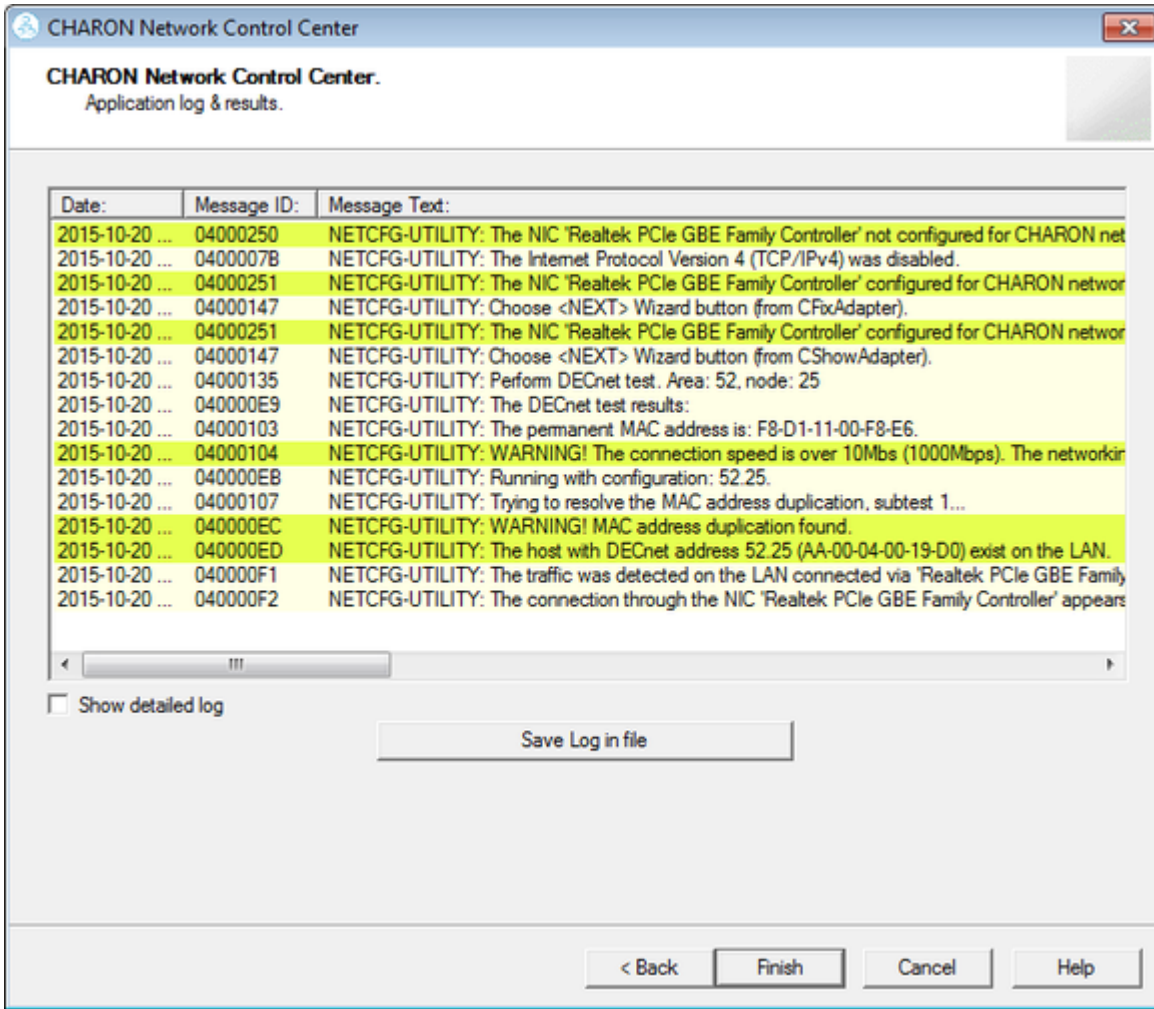 CHARON Network Control Center
CHARON Network Control Center.
Application log & results.
Date: Message ID: Message Text:
2015-10-20 ... 04000250 NETCFG-UTILITY: The NIC 'Realtek PCIe GBE Family Controller' not configured for CHARON net
2015-10-20 ... 0400007B NETCFG-UTILITY: The Internet Protocol Version 4 (TCP/IPv4) was disabled.
2015-10-20 ... 04000251 NETCFG-UTILITY: The NIC 'Realtek PCIe GBE Family Controller' configured for CHARON networ
2015-10-20 ... 04000147 NETCFG-UTILITY: Choose <NEXT> Wizard button (from CFixAdapter).
2015-10-20 ... 04000251 NETCFG-UTILITY: The NIC 'Realtek PCIe GBE Family Controller' configured for CHARON networ
2015-10-20 ... 04000147 NETCFG-UTILITY: Choose <NEXT> Wizard button (from CShowAdapter).
2015-10-20 ... 04000135 NETCFG-UTILITY: Perform DECnet test. Area: 52, node: 25
2015-10-20 ... 040000E9 NETCFG-UTILITY: The DECnet test results:
2015-10-20 ... 04000103 NETCFG-UTILITY: The permanent MAC address is: F8-D1-11-00-F8-E6.
2015-10-20 ... 04000104 NETCFG-UTILITY: WARNING! The connection speed is over 10Mbs (1000Mbps). The networkin
2015-10-20 ... 040000EB NETCFG-UTILITY: Running with configuration: 52.25.
2015-10-20 ... 04000107 NETCFG-UTILITY: Trying to resolve the MAC address duplication, subtest 1...
2015-10-20 ... 040000EC NETCFG-UTILITY: WARNING! MAC address duplication found.
2015-10-20 ... 040000ED NETCFG-UTILITY: The host with DECnet address 52.25 (AA-00-04-00-19-D0) exist on the LAN.
2015-10-20 ... 040000F1 NETCFG-UTILITY: The traffic was detected on the LAN connected via 'Realtek PCIe GBE Family
2015-10-20 ... 040000F2 NETCFG-UTILITY: The connection through the NIC 'Realtek PCIe GBE Family Controller' appears
Show detailed log
Save Log in file
< Back Finish Cancel Help